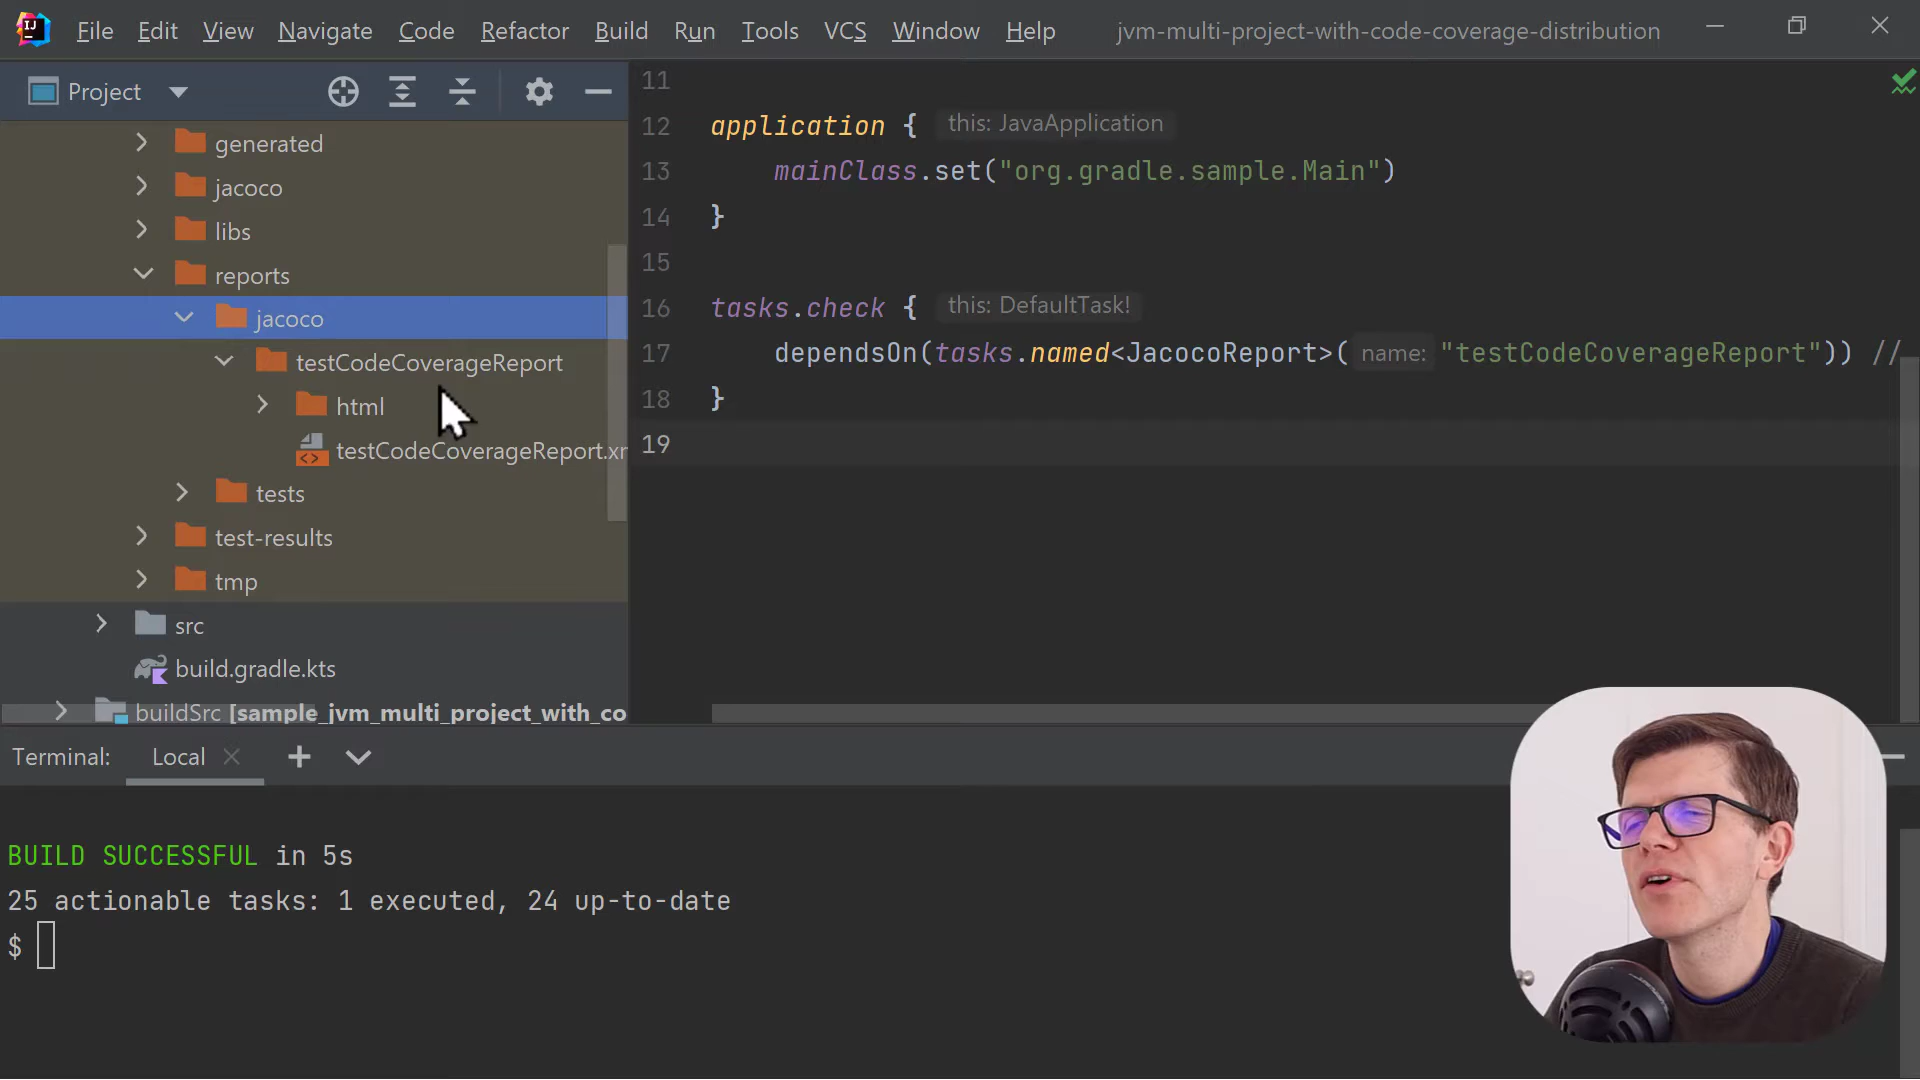 File Edit View Navigate Code Refactor Build Run Tools VCS Window Help jvm-multi-project-with-code-coverage-distribution
Project
generated
jacoco
libs
reports
jacoco
testCodeCoverageReport
html
testCodeCoverageReport.xm
tests
test-results
tmp
src
build.gradle.kts
buildSrc [sample_jvm_multi_project_with_co
11
12 application { this: JavaApplication
13 mainClass.set("org.gradle.sample.Main")
14 }
15
16 tasks.check { this: DefaultTask!
17 dependsOn(tasks.named<JacocoReport>( name: "testCodeCoverageReport")) //
18 }
19
Terminal: Local
BUILD SUCCESSFUL in 5s
25 actionable tasks: 1 executed, 24 up-to-date
$